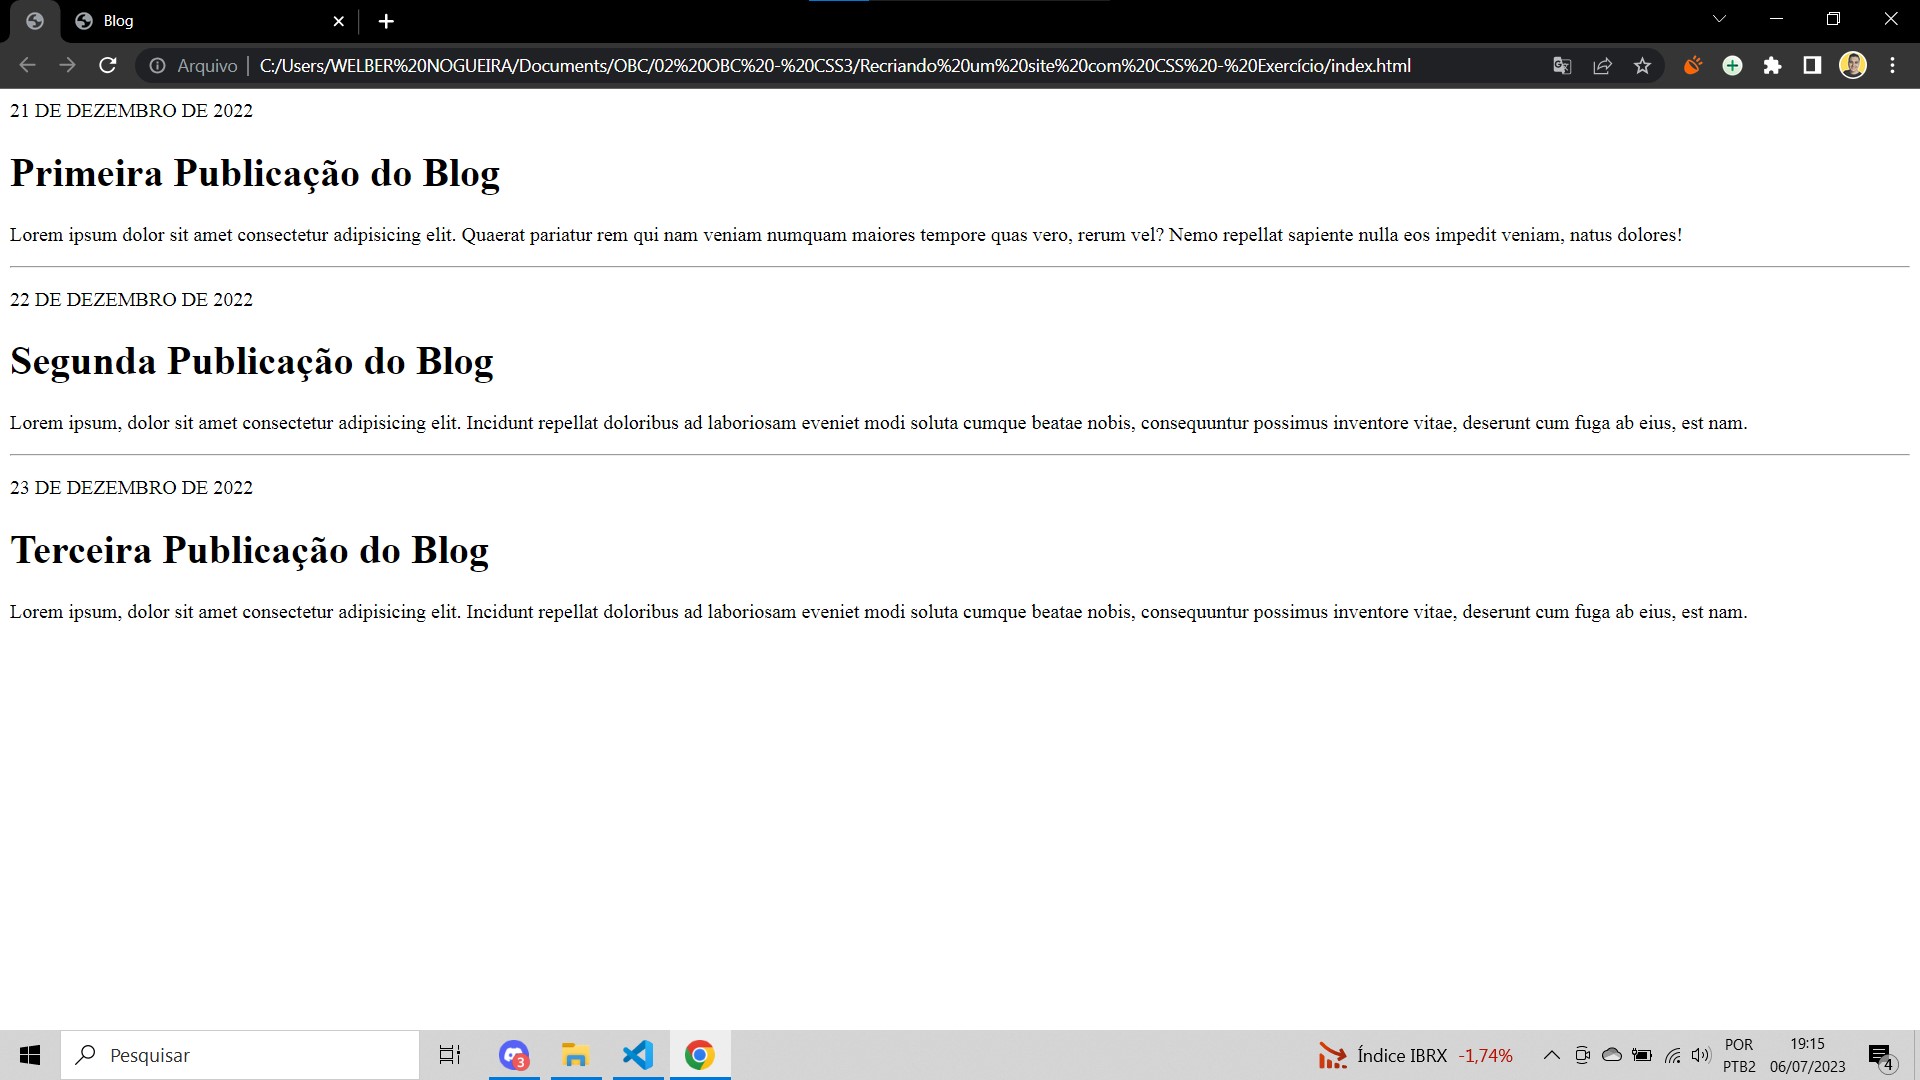 Blog
Arquivo
C:/Users/WELBER%20NOGUEIRA/Documents/OBC/02%20OBC%20-%20CSS3/Recriando%20um%20site%20com%20CSS%20-%20Exercício/index.html
21 DE DEZEMBRO DE 2022
Primeira Publicação do Blog
Lorem ipsum dolor sit amet consectetur adipisicing elit. Quaerat pariatur rem qui nam veniam numquam maiores tempore quas vero, rerum vel? Nemo repellat sapiente nulla eos impedit veniam, natus dolores!
22 DE DEZEMBRO DE 2022
Segunda Publicação do Blog
Lorem ipsum, dolor sit amet consectetur adipisicing elit. Incidunt repellat doloribus ad laboriosam eveniet modi soluta cumque beatae nobis, consequuntur possimus inventore vitae, deserunt cum fuga ab eius, est nam.
23 DE DEZEMBRO DE 2022
Terceira Publicação do Blog
Lorem ipsum, dolor sit amet consectetur adipisicing elit. Incidunt repellat doloribus ad laboriosam eveniet modi soluta cumque beatae nobis, consequuntur possimus inventore vitae, deserunt cum fuga ab eius, est nam.
Pesquisar
3
Índice IBRX -1,74%
POR
PTB2
19:15
06/07/2023
4